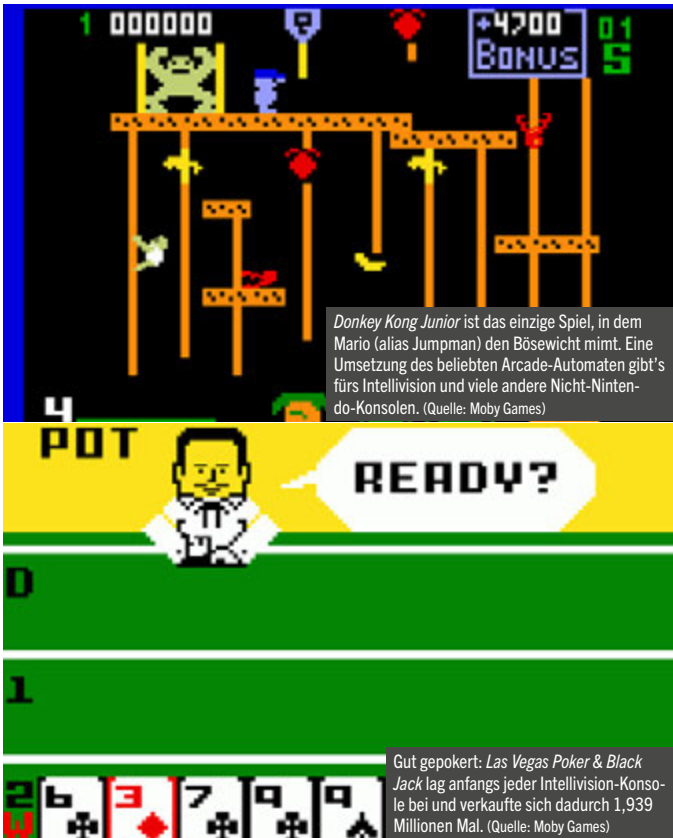 1 000000 +4700 01
BONUS S
Donkey Kong Junior ist das einzige Spiel, in dem
Mario (alias Jumpman) den Bösewicht mimt. Eine
Umsetzung des beliebten Arcade-Automaten gibt's
fürs Intellivision und viele andere Nicht-Ninten-
do-Konsolen. (Quelle: Moby Games)
4
POT
READY?
D
1
Gut gepokert: Las Vegas Poker & Black
Jack lag anfangs jeder Intellivision-Konso-
le bei und verkaufte sich dadurch 1,939
Millionen Mal. (Quelle: Moby Games)
2 6 3 7 9 9
W